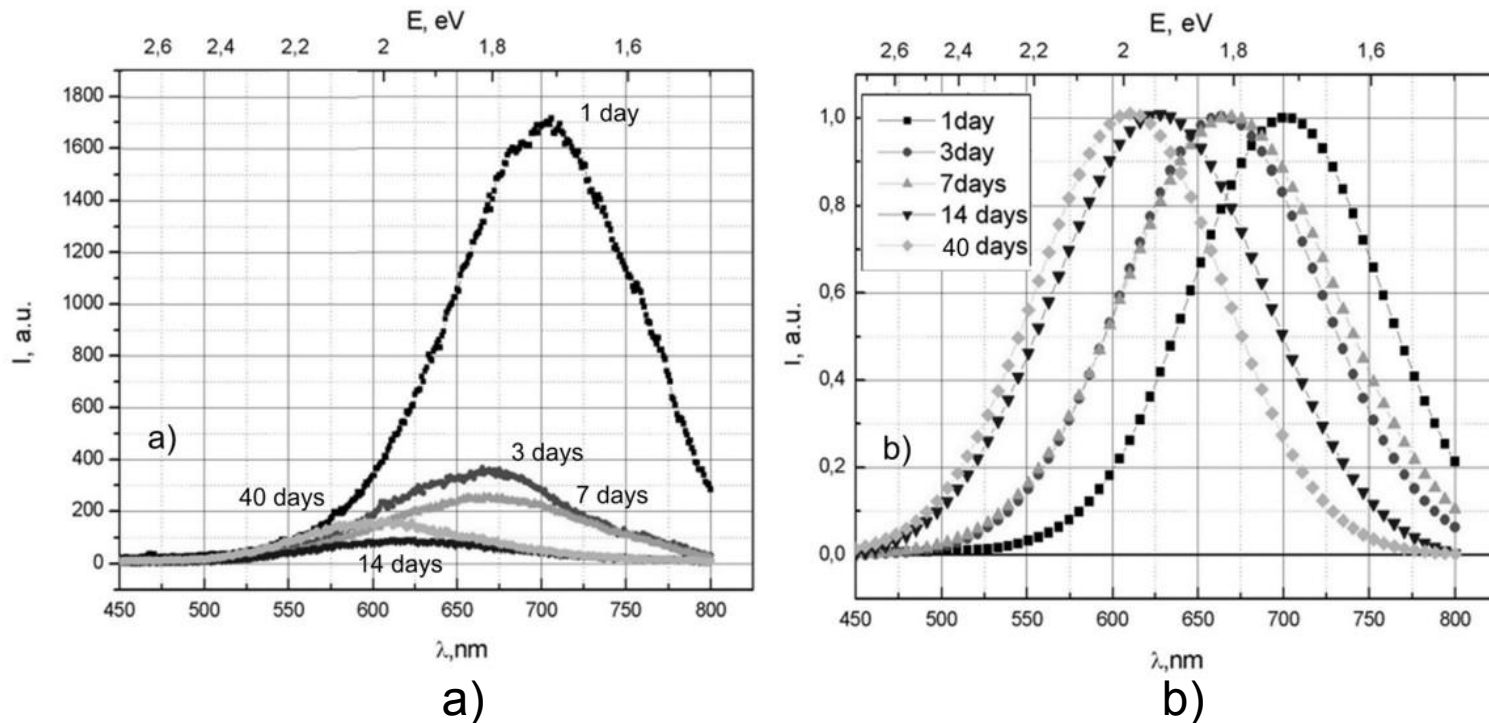 E, eV
2,6 2,4 2,2 2 1,8 1,6
1800
1600
1400
1200
1000
800
600
400
200
0
I, a.u.
1 day
a)
3 days
40 days
7 days
14 days
450 500 550 600 650 700 750 800
λ,nm
a)
E, eV
2,6 2,4 2,2 2 1,8 1,6
1,0
0,8
0,6
0,4
0,2
0,0
I, a.u.
1day
3day
7days
14 days
40 days
b)
450 500 550 600 650 700 750 800
λ,nm
b)